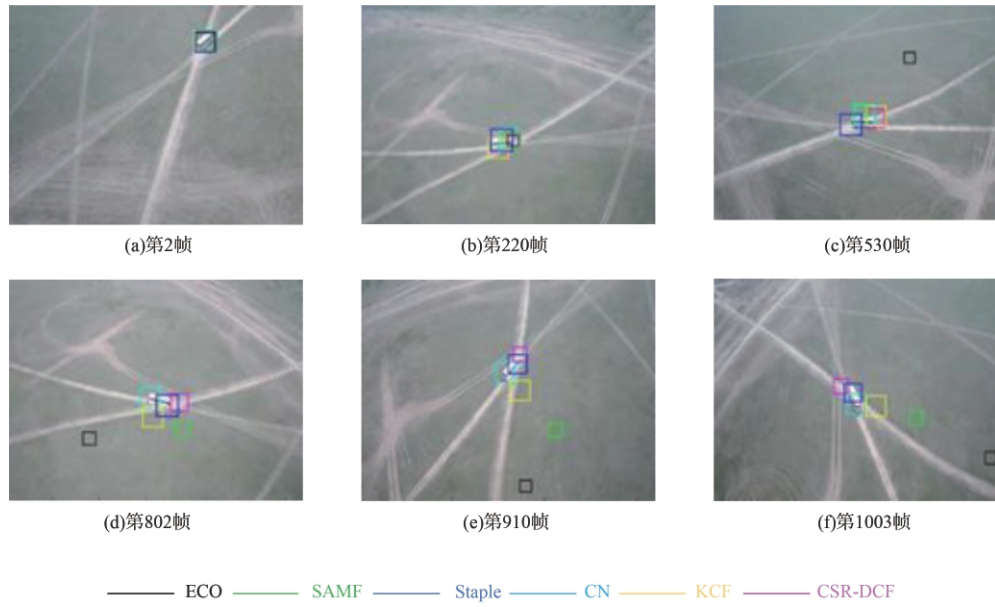 (a)第2帧
(b)第220帧
(c)第530帧
(d)第802帧
(e)第910帧
(f)第1003帧
ECO SAMF Staple CN KCF CSR-DCF